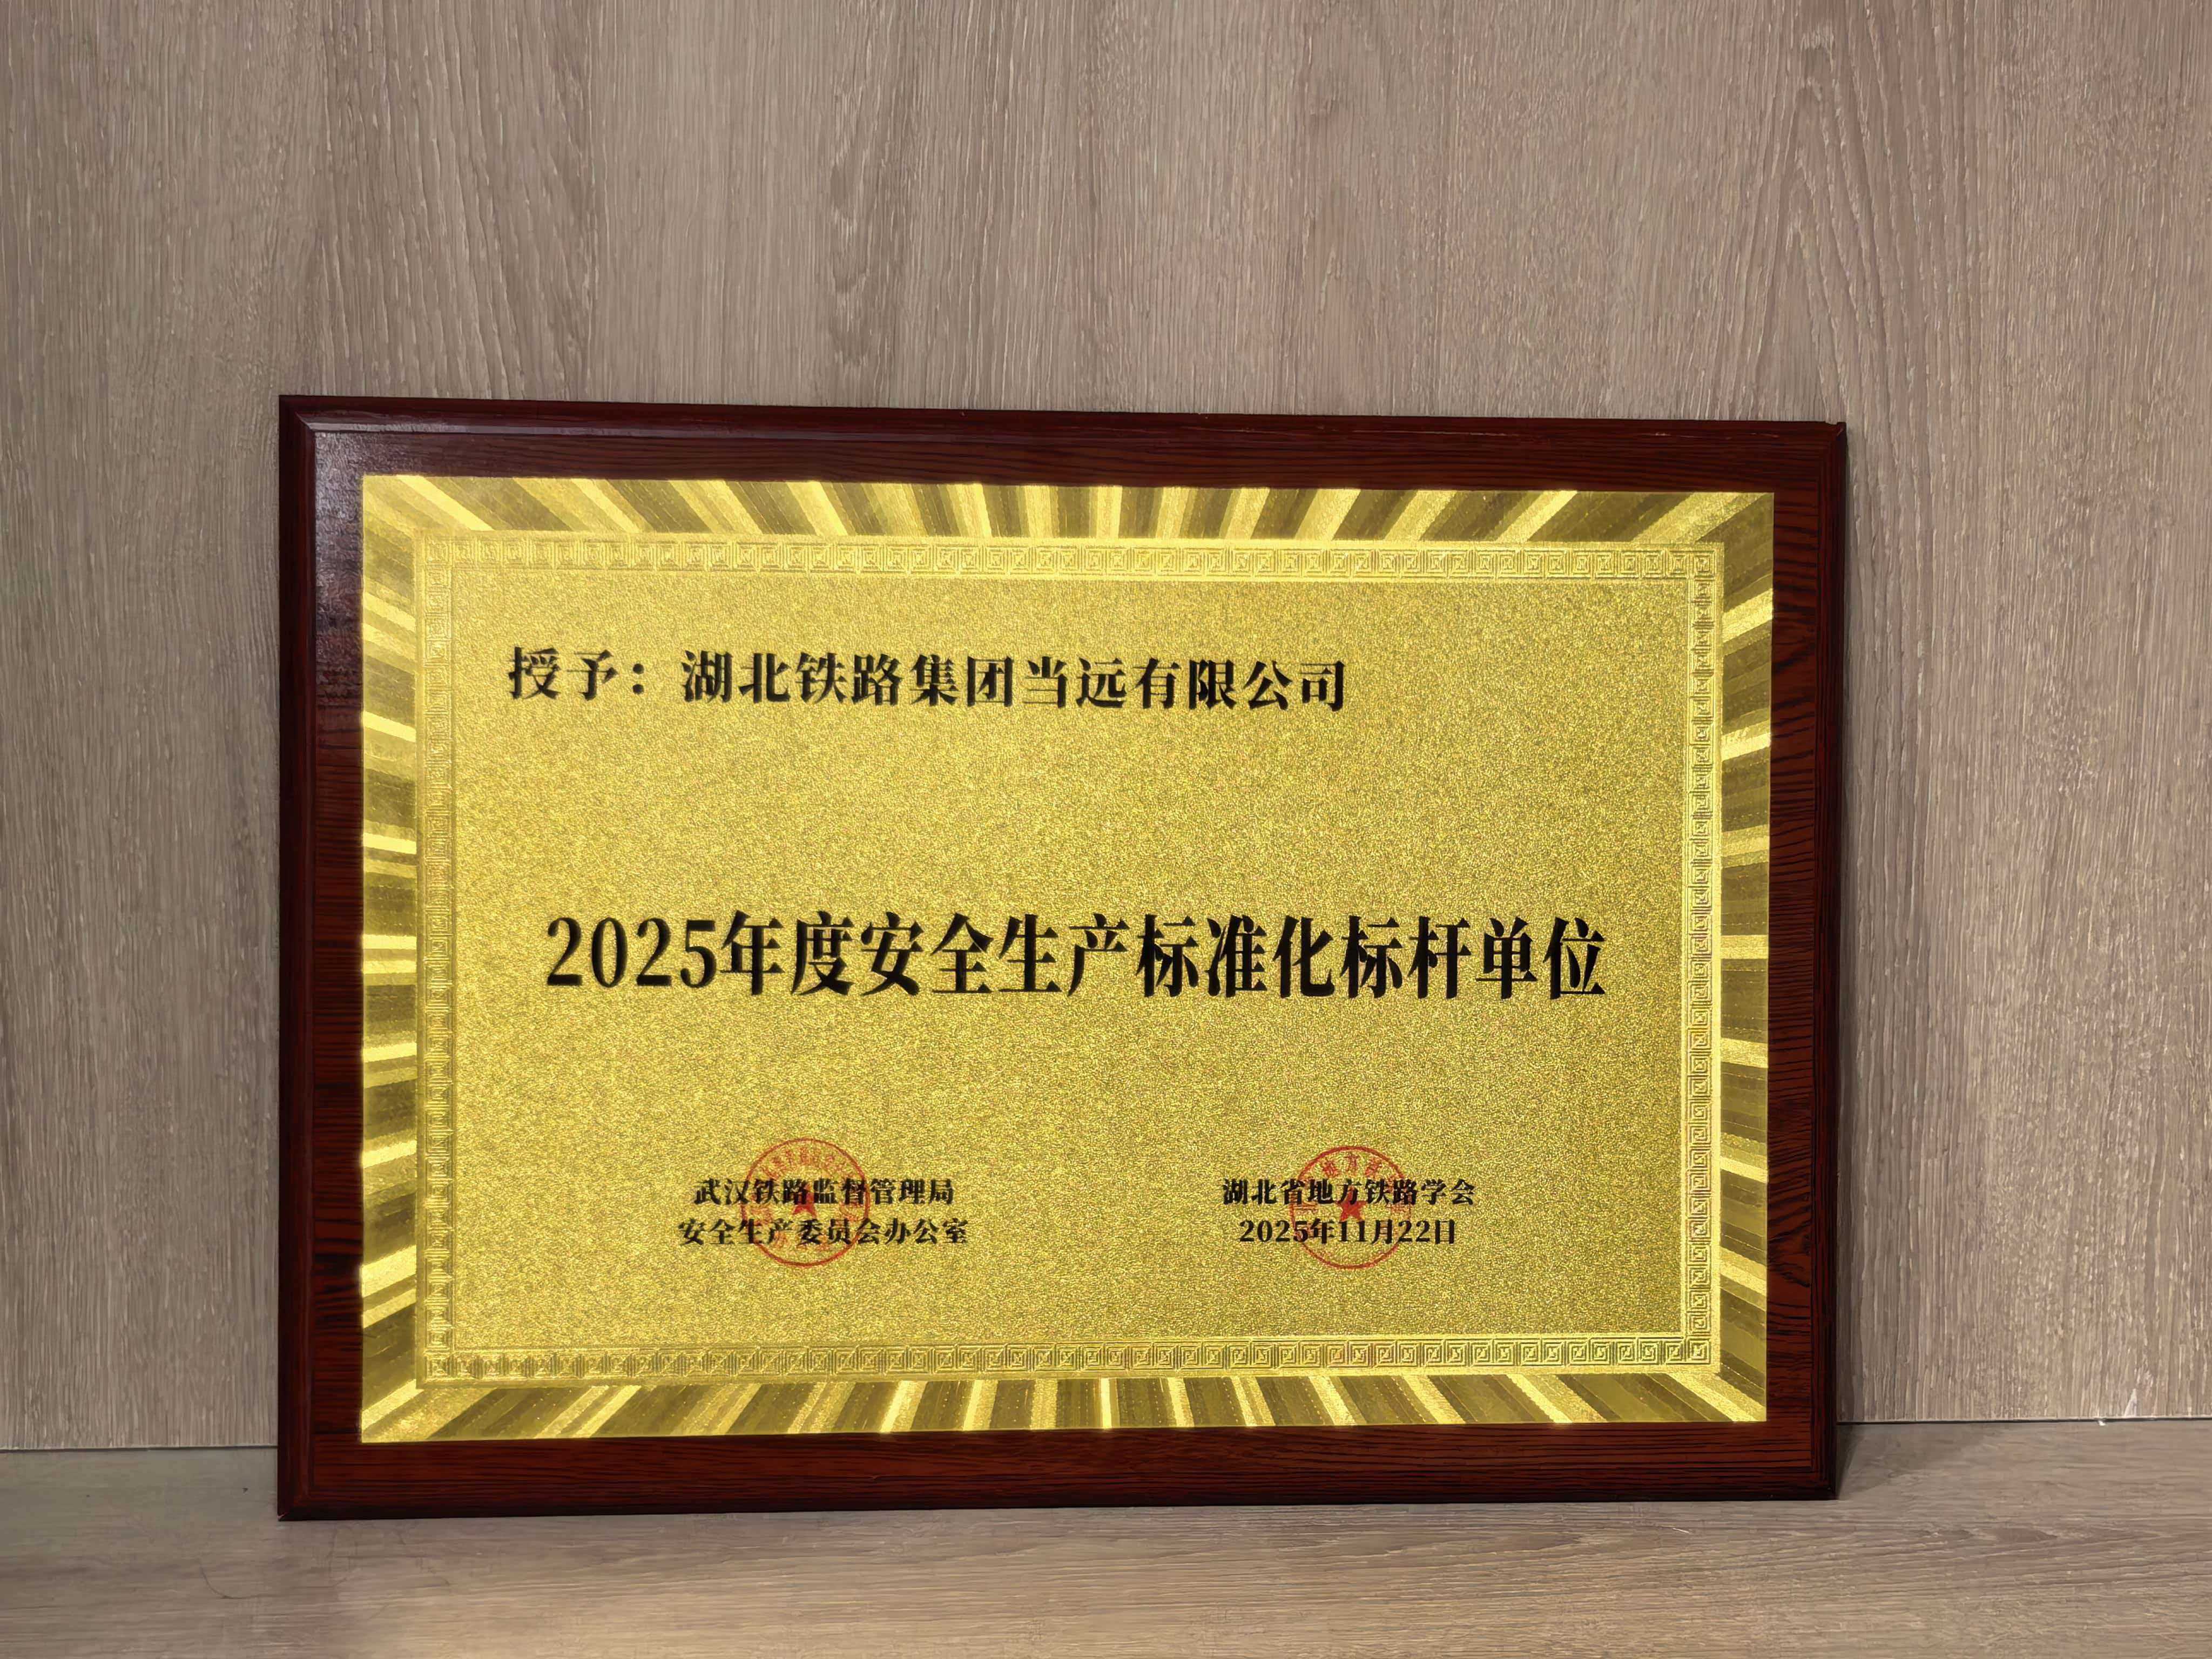 授予：湖北铁路集团当远有限公司
2025年度安全生产标准化标杆单位
武汉铁路监督管理局
安全生产委员会办公室
湖北省地方铁路学会
2025年11月22日